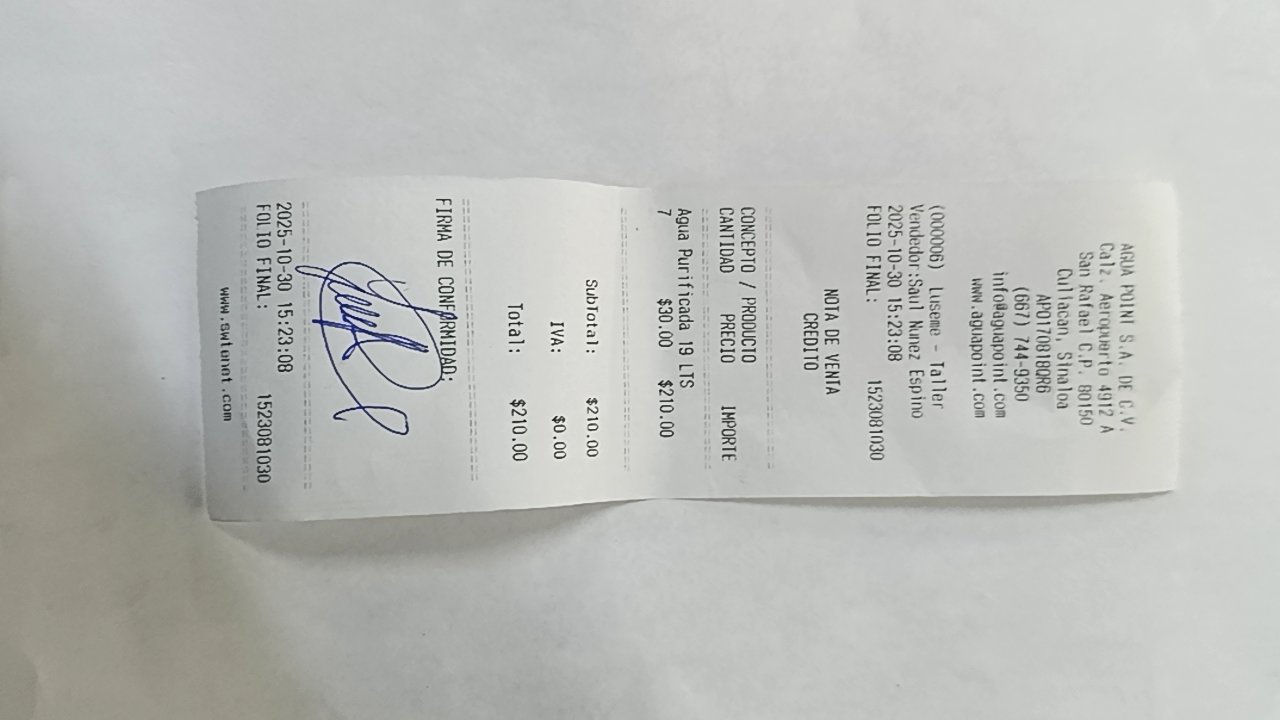 AGUA POINT S.A. DE C.V.
Calz. Aeropuerto 4912 A
San Rafael C.P. 80150
Culiacan, Sinaloa
APO170818QR6
(667) 744-9350
info@aguapoint.com
www.aguapoint.com
(000006) Luseme - Taller
Vendedor:Saul Nunez Espino
2025-10-30 15:23:08
FOLIO FINAL: 1523081030
NOTA DE VENTA
CREDITO
CONCEPTO / PRODUCTO
CANTIDAD PRECIO IMPORTE
Agua Purificada 19 LTS
7 $30.00 $210.00
SubTotal: $210.00
IVA: $0.00
Total: $210.00
FIRMA DE CONFORMIDAD:
2025-10-30 15:23:08
FOLIO FINAL: 1523081030
www.swtenet.com